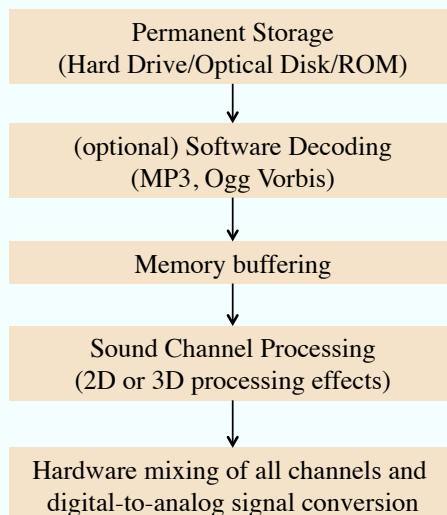 Permanent Storage
(Hard Drive/Optical Disk/ROM)
(optional) Software Decoding
(MP3, Ogg Vorbis)
Memory buffering
Sound Channel Processing
(2D or 3D processing effects)
Hardware mixing of all channels and
digital-to-analog signal conversion